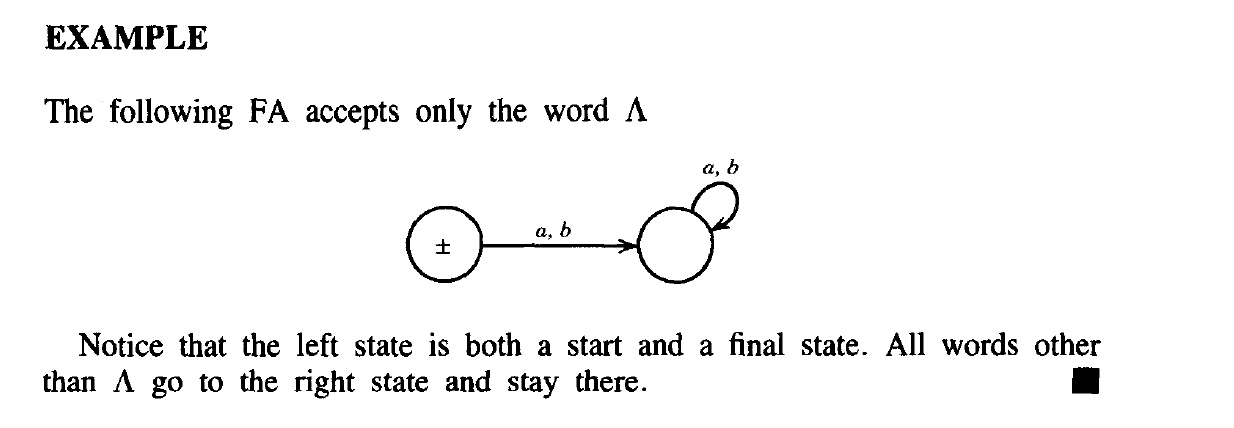 EXAMPLE
The following FA accepts only the word Λ
a, b
±
a, b
Notice that the left state is both a start and a final state. All words other
than Λ go to the right state and stay there.